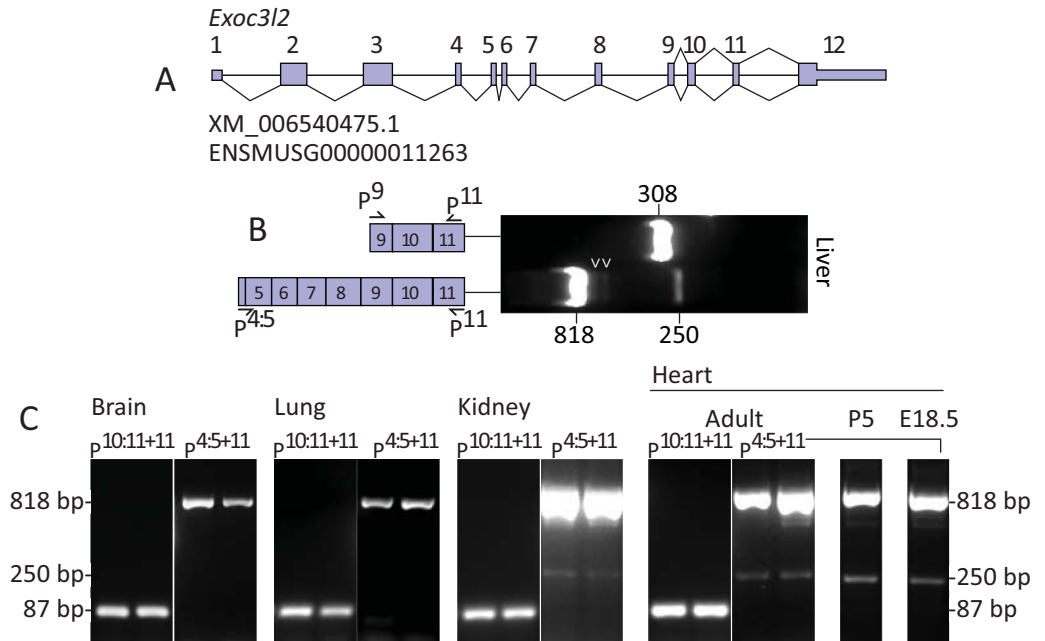 Exoc3l2
1 2 3 4 5 6 7 8 9 10 11 12
A
XM_006540475.1
ENSMUSG00000011263
B
P9 P11
9 10 11
308
vv
Liver
5 6 7 8 9 10 11
P4:5 P11
818 250
C
Heart
Brain Lung Kidney Adult P5 E18.5
P10:11+11 P4:5+11 P10:11+11 P4:5+11 P10:11+11 P4:5+11 P10:11+11 P4:5+11
818 bp 818 bp
250 bp 250 bp
87 bp 87 bp